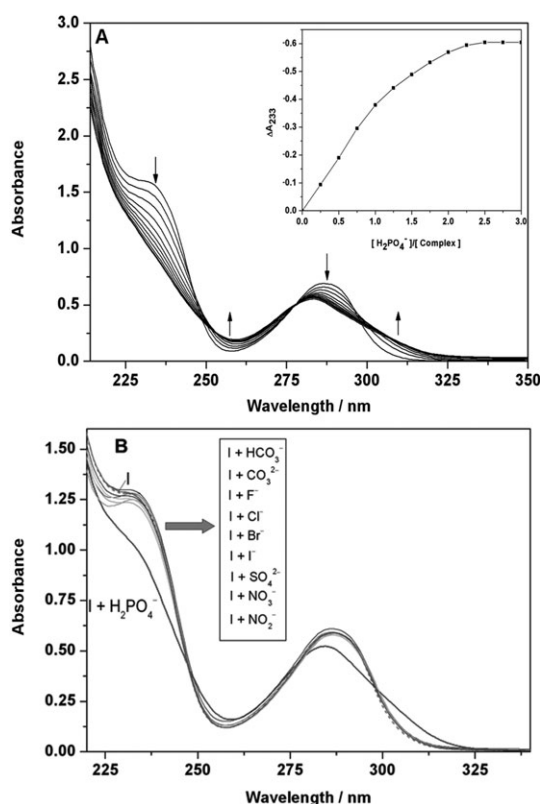 A
3.0
2.5
2.0
1.5
1.0
0.5
0.0
Absorbance
225 250 275 300 325 350
Wavelength / nm
-0.6
-0.4
-0.3
-0.2
-0.1
0.0
ΔA₂₃₃
0.0 0.5 1.0 1.5 2.0 2.5 3.0
[ H₂PO₄⁻ ]/[ Complex ]
B
1.50
1.25
1.00
0.75
0.50
0.25
0.00
Absorbance
I
I + H₂PO₄⁻
I + HCO₃⁻
I + CO₃²⁻
I + F⁻
I + Cl⁻
I + Br⁻
I + I⁻
I + SO₄²⁻
I + NO₃⁻
I + NO₂⁻
225 250 275 300 325
Wavelength / nm